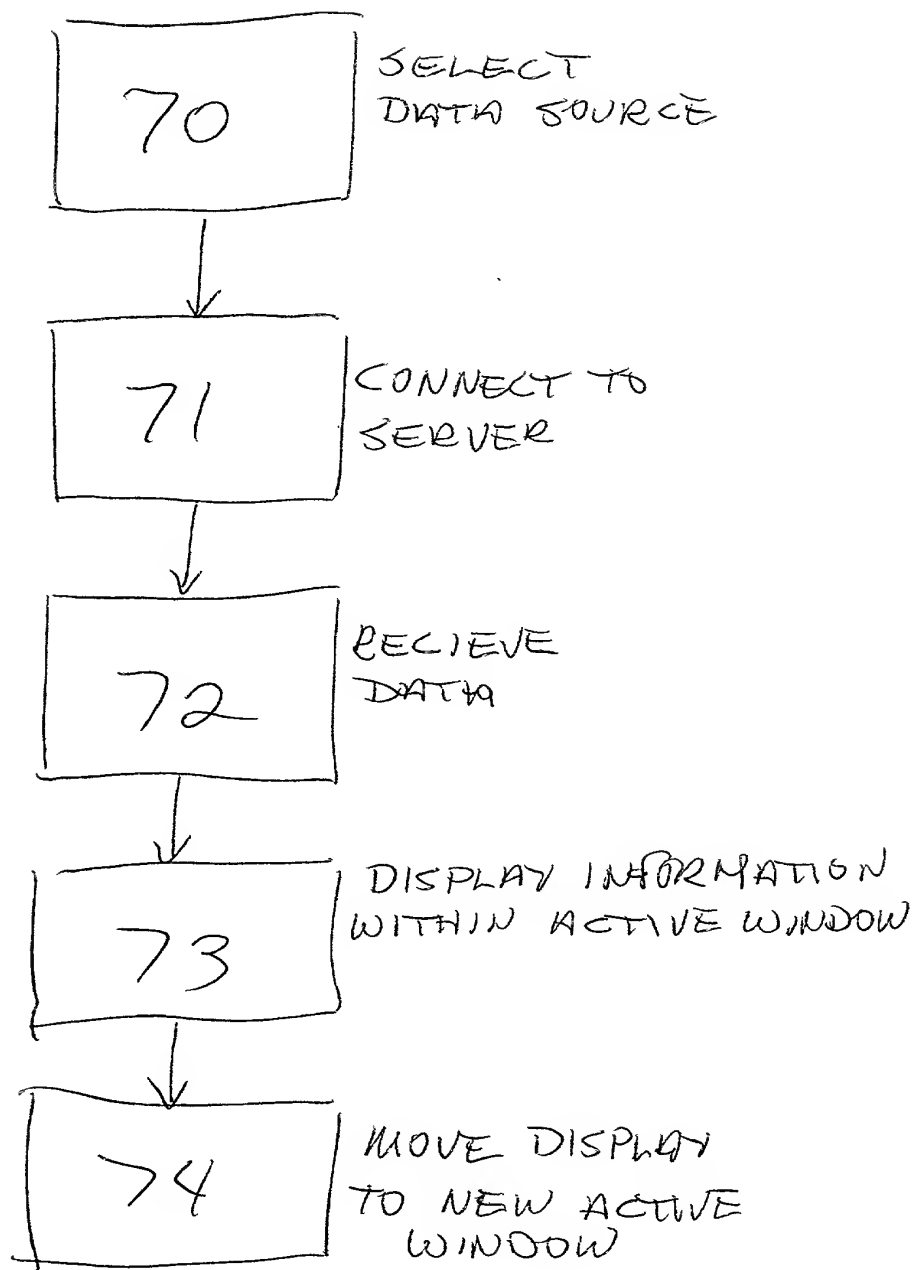 70
SELECT
DATA SOURCE
71
CONNECT TO
SERVER
72
RECIEVE
DATA
73
DISPLAY INFORMATION
WITHIN ACTIVE WINDOW
74
MOVE DISPLAY
TO NEW ACTIVE
WINDOW